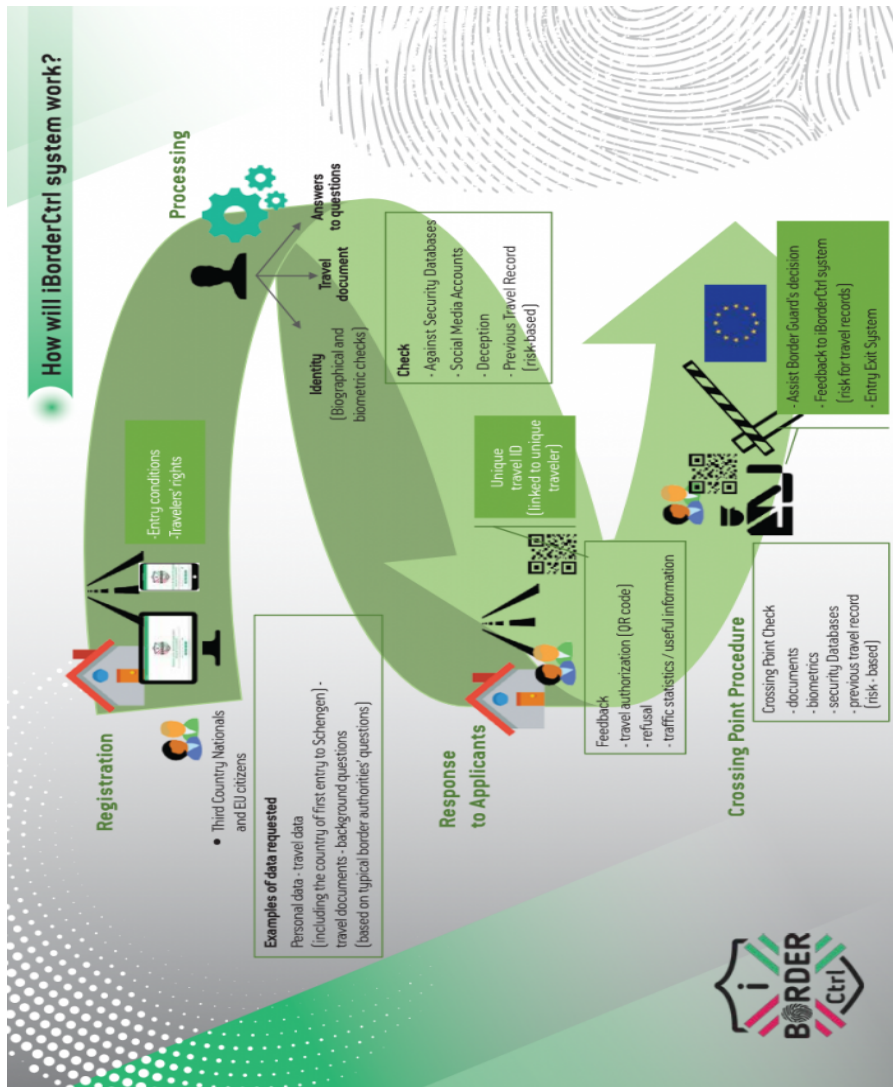 How will iBorderCtrl system work?
Registration
• Third Country Nationals
and EU citizens
-Entry conditions
-Travelers' rights
Examples of data requested
Personal data - travel data
(including the country of first entry to Schengen) -
travel documents - background questions
(based on typical border authorities' questions)
Processing
Identity
(Biographical and
biometric checks)
Travel
document
Answers
to questions
Check
- Against Security Databases
- Social Media Accounts
- Deception
- Previous Travel Record
(risk-based)
Response
to Applicants
Unique
travel ID
(linked to unique
traveler)
Feedback
- travel authorization (QR code)
- refusal
- traffic statistics / useful information
Crossing Point Procedure
Crossing Point Check
- documents
- biometrics
- security Databases
- previous travel record
(risk - based)
- Assist Border Guard's decision
- Feedback to iBorderCtrl system
(risk for travel records)
- Entry Exit System
i
BORDER
Ctrl